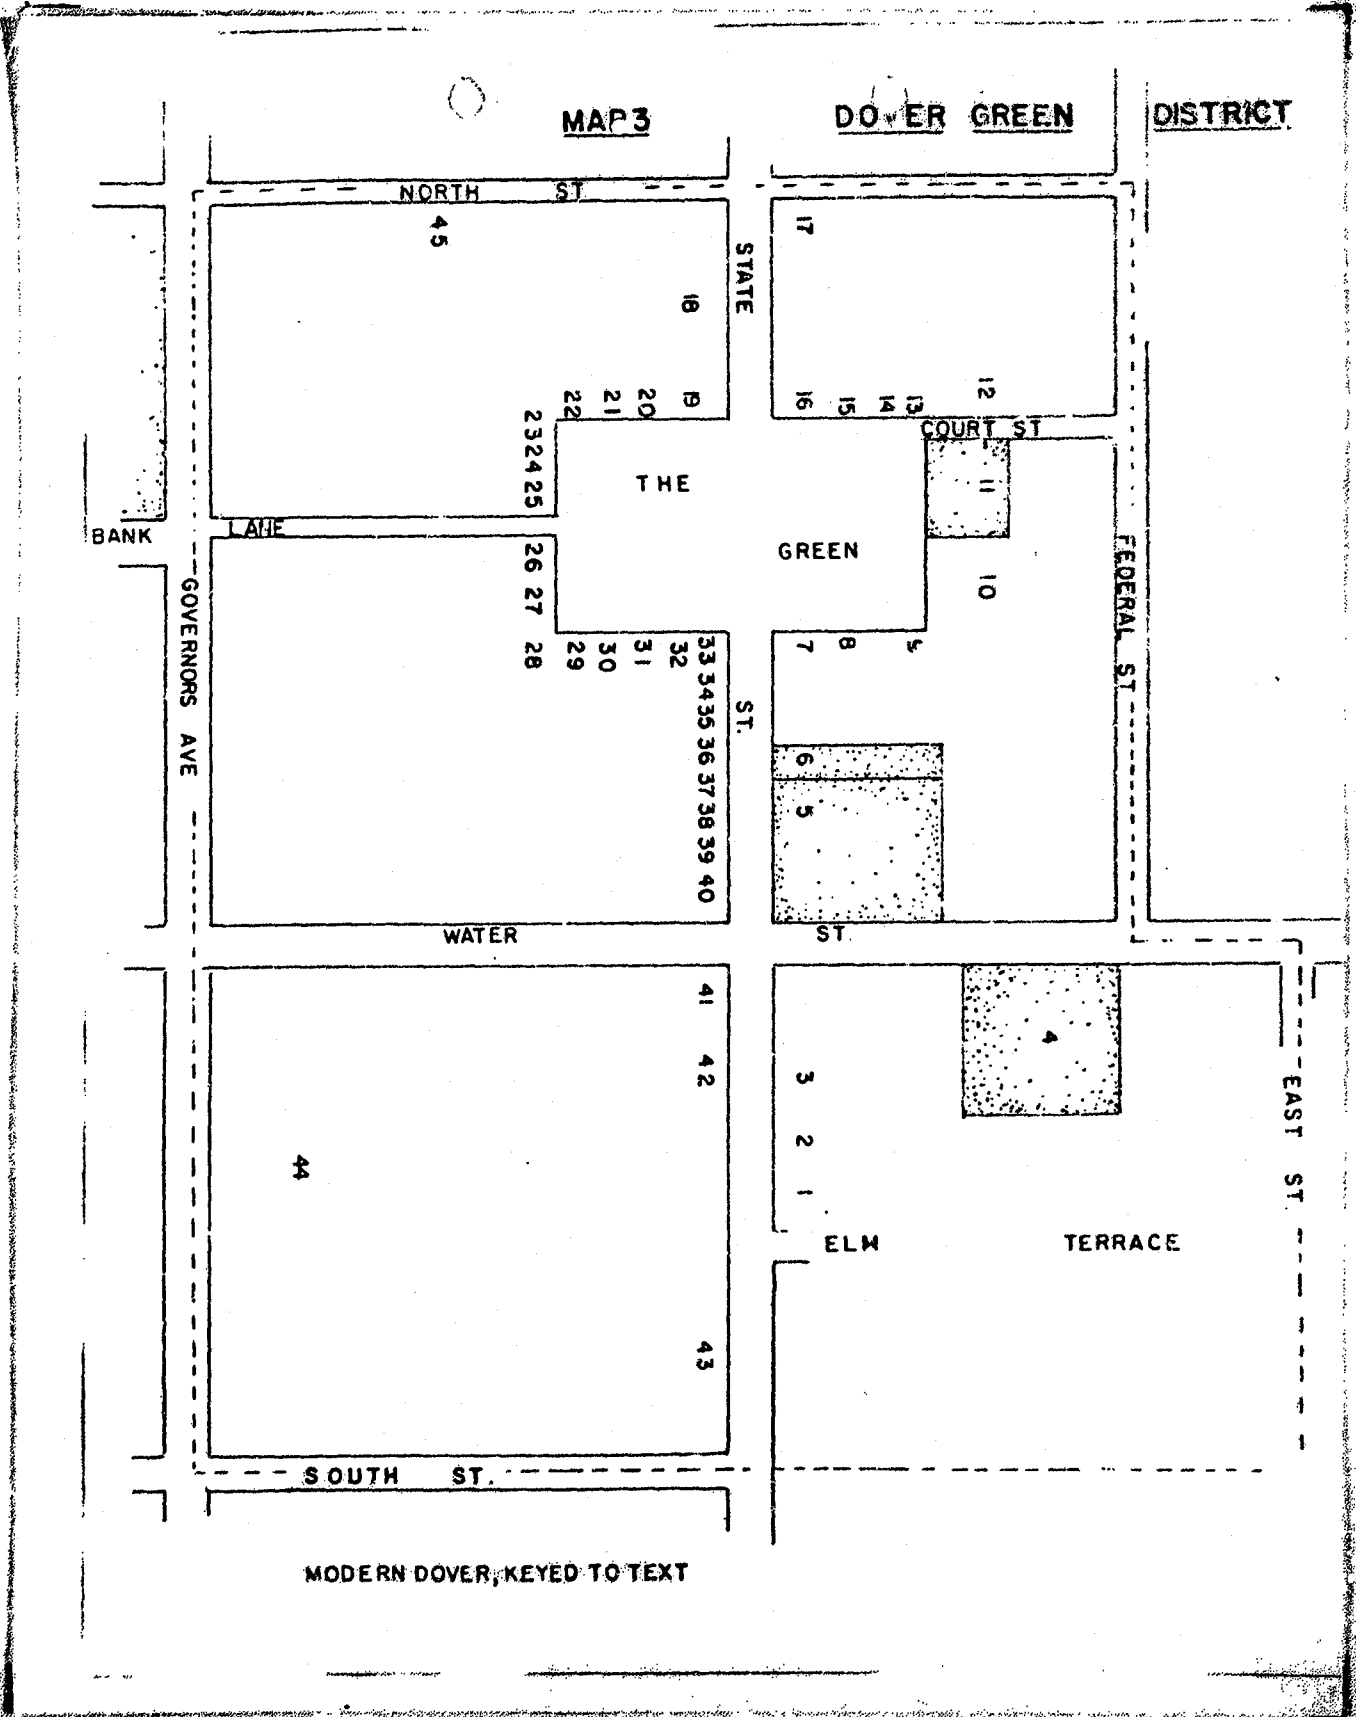 MAP 3 DOVER GREEN DISTRICT
NORTH ST
45
17
STATE
18
12
22 21 20 19
16 15 14 13
23
24
25
COURT ST
THE
11
BANK LANE
GREEN
26
27
10
FEDERAL ST
GOVERNORS AVE
28 29 30 31 32 33
7 8
34
35
36
37
38
39
40
ST.
6
5
WATER ST
41
42
4
3
2
1
EAST ST
44
ELM TERRACE
43
SOUTH ST.
MODERN DOVER, KEYED TO TEXT